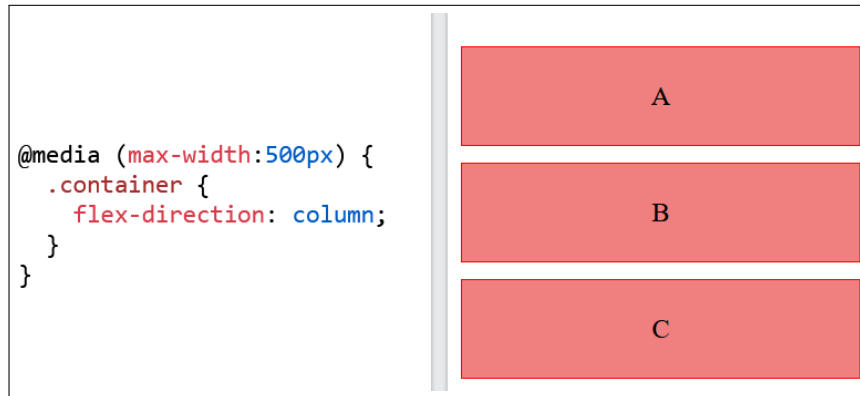 @media (max-width:500px) {
  .container {
    flex-direction: column;
  }
}
A
B
C